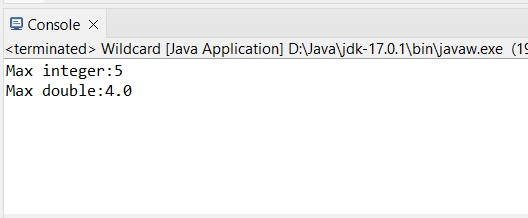 Console
<terminated> Wildcard [Java Application] D:\Java\jdk-17.0.1\bin\javaw.exe (19
Max integer:5
Max double:4.0